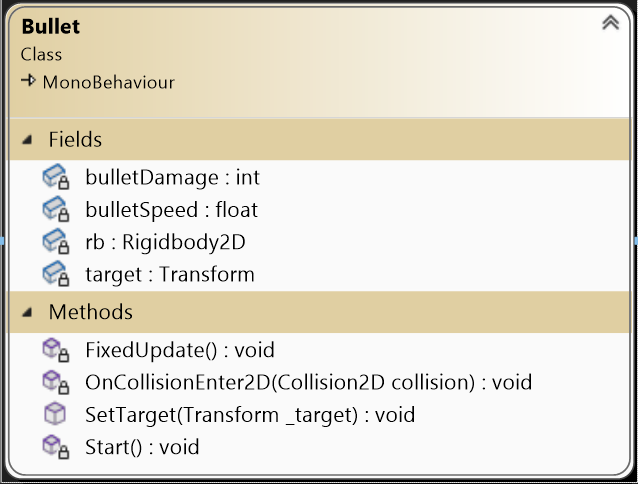 Bullet
Class
MonoBehaviour
Fields
bulletDamage : int
bulletSpeed : float
rb : Rigidbody2D
target : Transform
Methods
FixedUpdate() : void
OnCollisionEnter2D(Collision2D collision) : void
SetTarget(Transform _target) : void
Start() : void